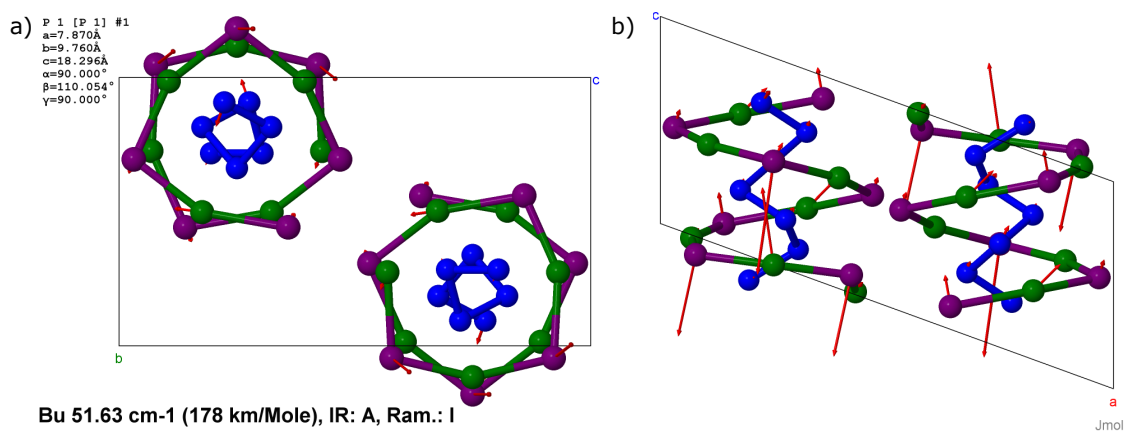 a)
P 1 [P 1] #1
a=7.870Å
b=9.760Å
c=18.296Å
α=90.000°
β=110.054°
γ=90.000°
c
b
b)
c
a
Bu 51.63 cm-1 (178 km/Mole), IR: A, Ram.: I
Jmol